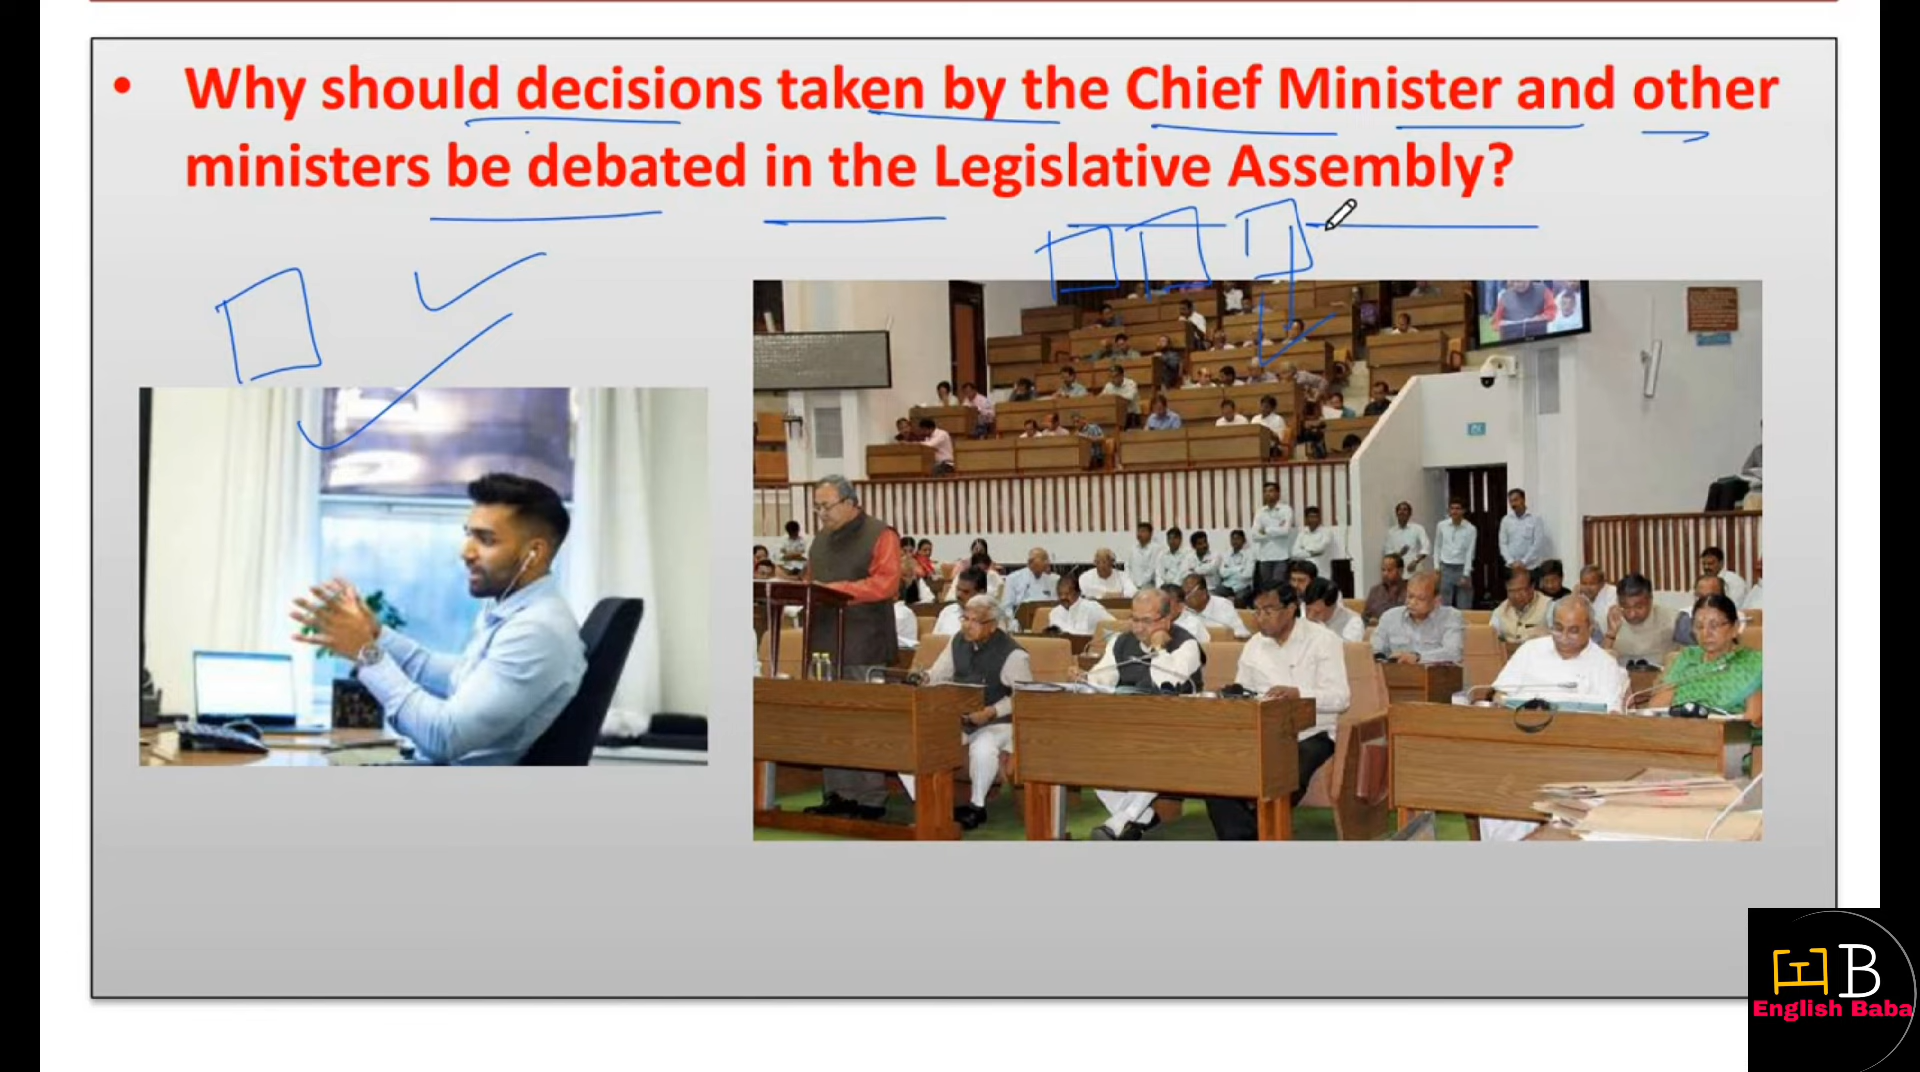 • Why should decisions taken by the Chief Minister and other
ministers be debated in the Legislative Assembly?
EB
English Baba